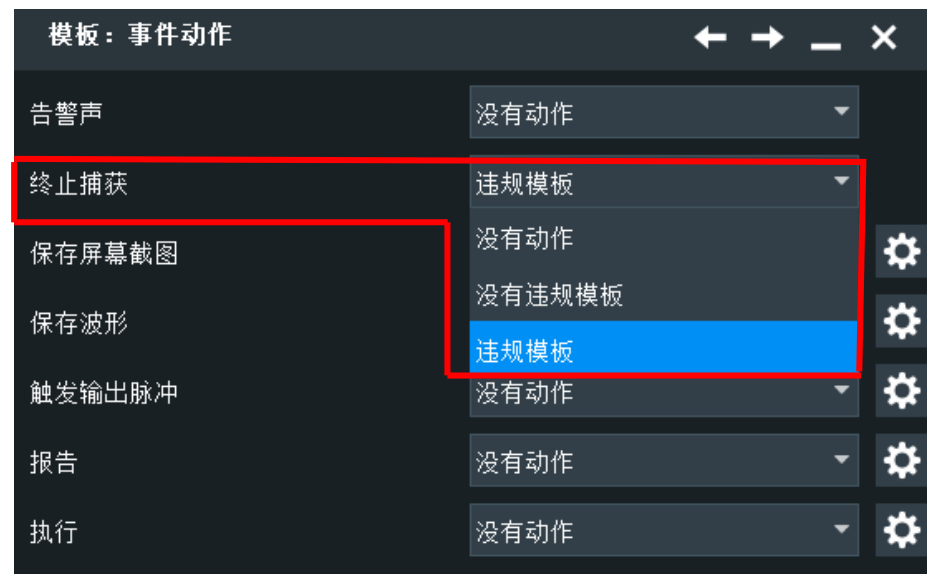 模板：事件动作
告警声 没有动作
终止捕获 违规模板
没有动作
保存屏幕截图
没有违规模板
保存波形
违规模板
触发输出脉冲 没有动作
报告 没有动作
执行 没有动作